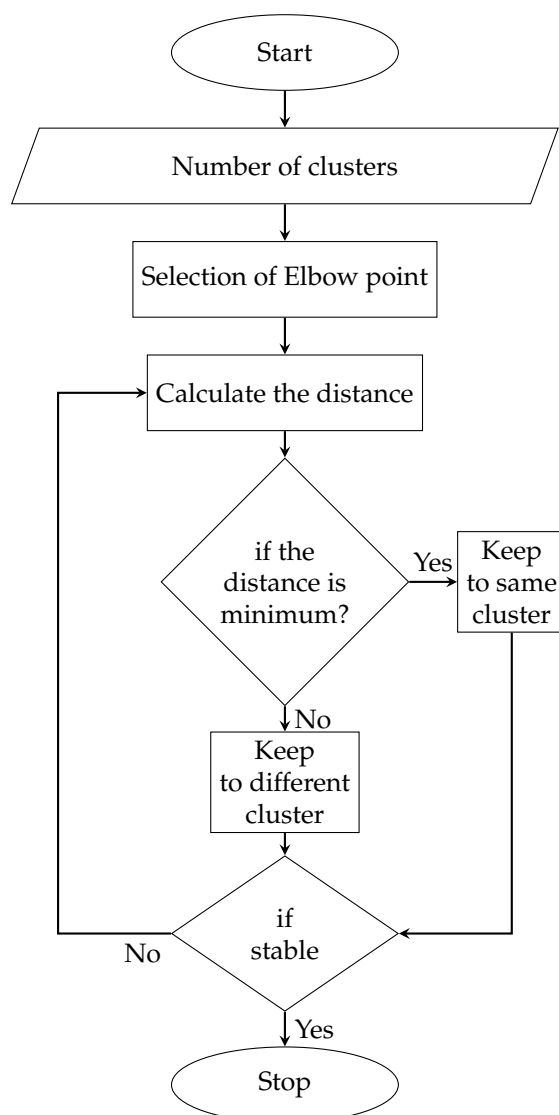 Start
Number of clusters
Selection of Elbow point
Calculate the distance
if the
distance is
minimum?
Yes
Keep
to same
cluster
No
Keep
to different
cluster
if
stable
No
Yes
Stop